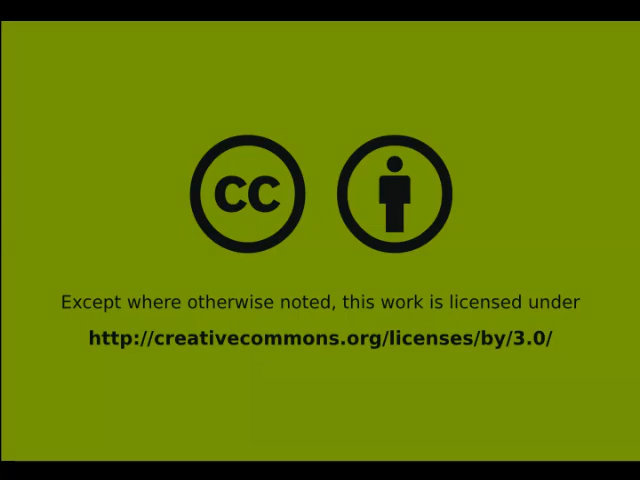 CC
Except where otherwise noted, this work is licensed under
http://creativecommons.org/licenses/by/3.0/